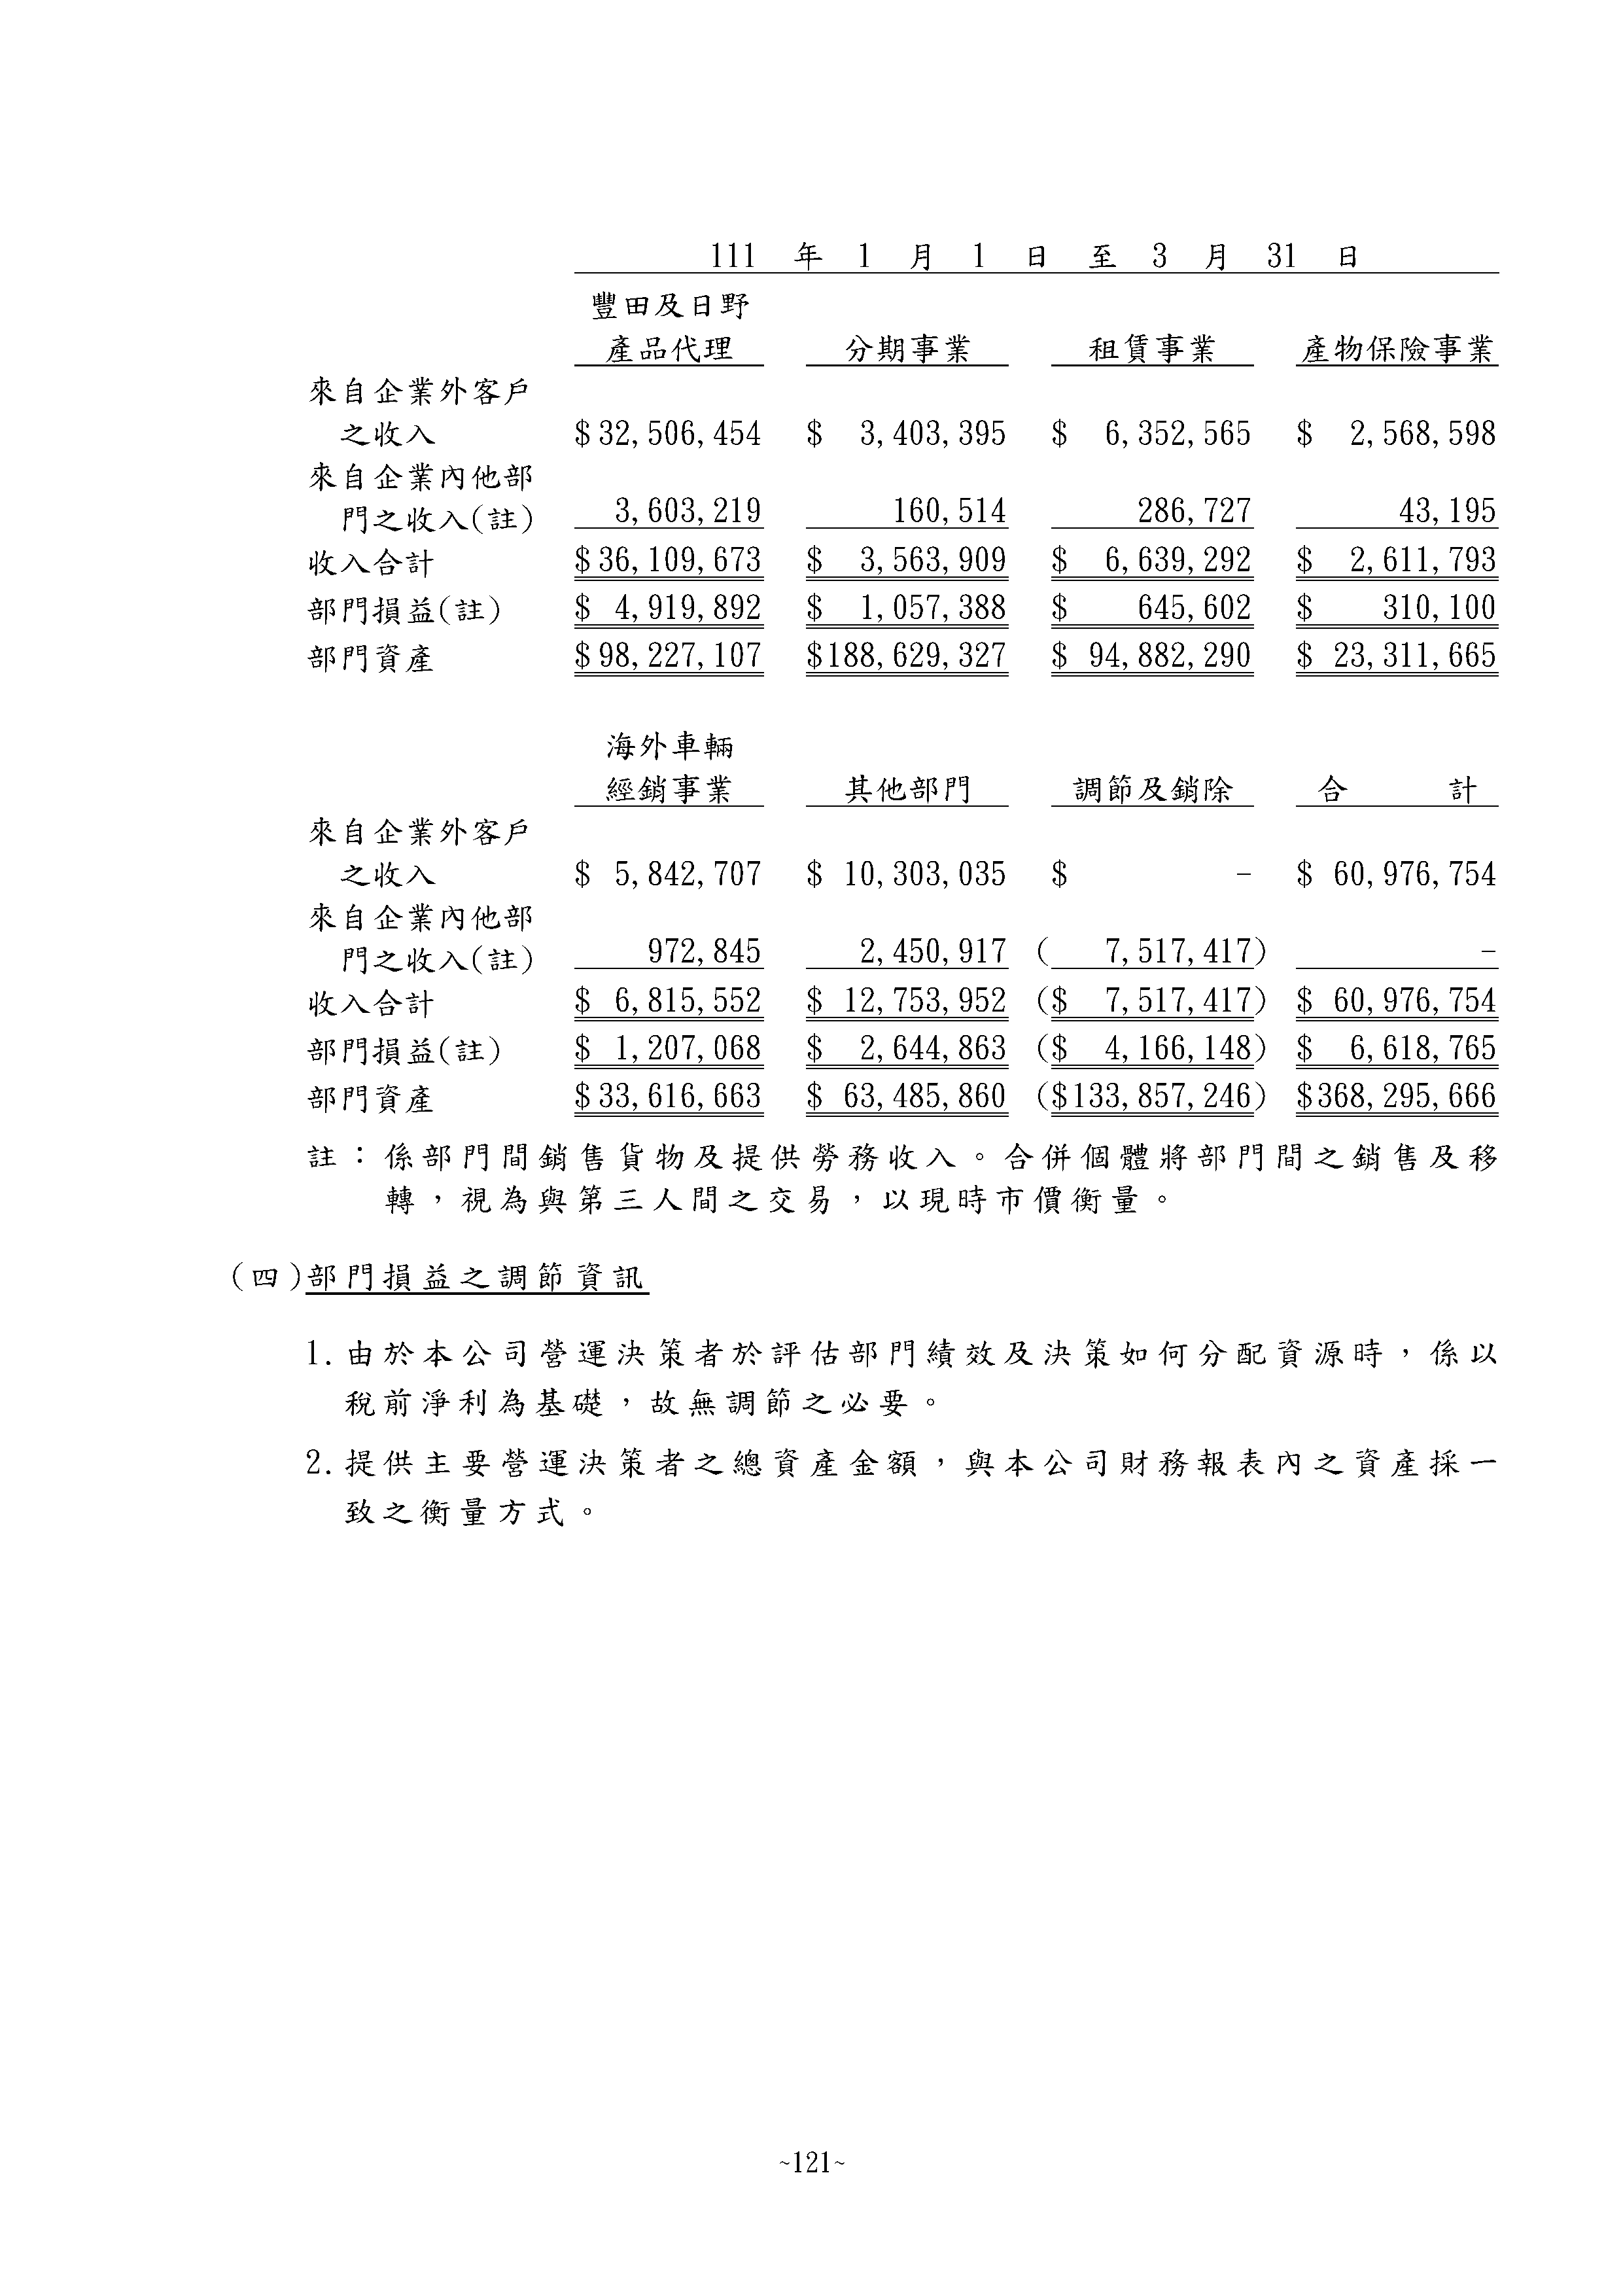 111 年 1 月 1 日 至 3 月 31 日
豐田及日野
產品代理 分期事業 租賃事業 產物保險事業
來自企業外客戶
之收入 $32,506,454 $ 3,403,395 $ 6,352,565 $ 2,568,598
來自企業內他部
門之收入(註) 3,603,219 160,514 286,727 43,195
收入合計 $36,109,673 $ 3,563,909 $ 6,639,292 $ 2,611,793
部門損益(註) $ 4,919,892 $ 1,057,388 $ 645,602 $ 310,100
部門資產 $98,227,107 $188,629,327 $ 94,882,290 $ 23,311,665
海外車輛
經銷事業 其他部門 調節及銷除 合 計
來自企業外客戶
之收入 $ 5,842,707 $ 10,303,035 $ - $ 60,976,754
來自企業內他部
門之收入(註) 972,845 2,450,917 ( 7,517,417) -
收入合計 $ 6,815,552 $ 12,753,952 ($ 7,517,417) $ 60,976,754
部門損益(註) $ 1,207,068 $ 2,644,863 ($ 4,166,148) $ 6,618,765
部門資產 $33,616,663 $ 63,485,860 ($133,857,246) $368,295,666
註：係部門間銷售貨物及提供勞務收入。合併個體將部門間之銷售及移
轉，視為與第三人間之交易，以現時市價衡量。
(四)部門損益之調節資訊
1.由於本公司營運決策者於評估部門績效及決策如何分配資源時，係以
稅前淨利為基礎，故無調節之必要。
2.提供主要營運決策者之總資產金額，與本公司財務報表內之資產採一
致之衡量方式。
~121~